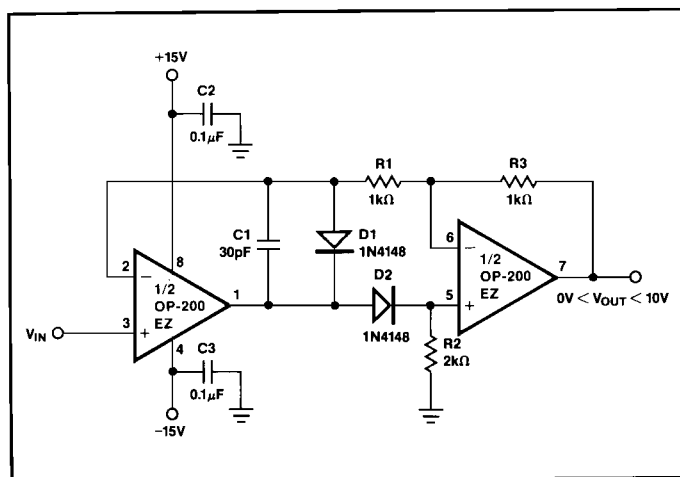 +15V
C2
0.1µF
R1
1kΩ
R3
1kΩ
C1
30pF
D1
1N4148
D2
1N4148
2
8
1/2
OP-200
EZ
1
3
4
VIN
6
1/2
OP-200
EZ
7
5
0V < VOUT < 10V
R2
2kΩ
C3
0.1µF
−15V